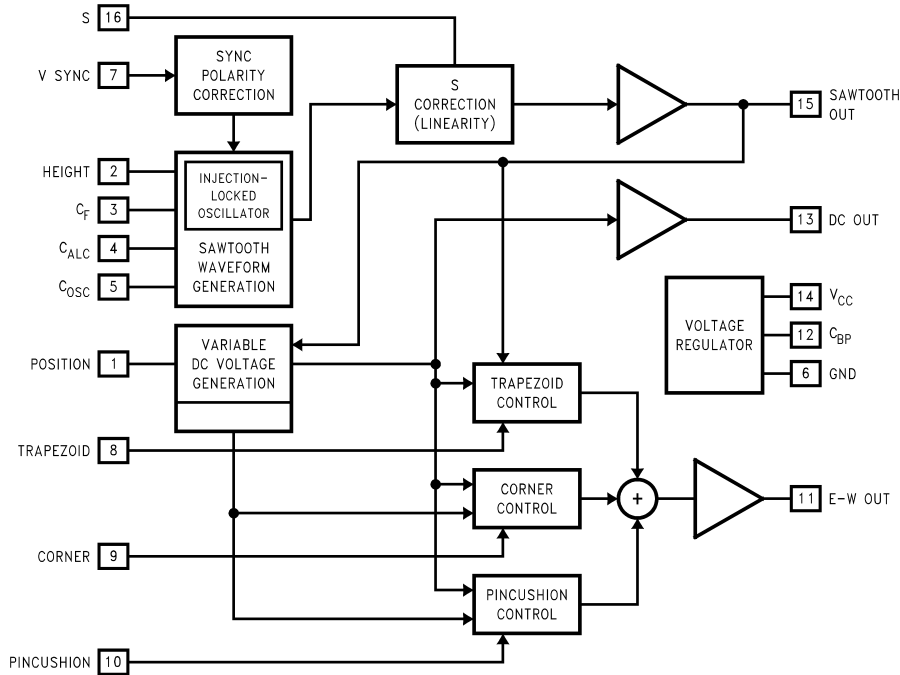 S 16
V SYNC 7
SYNC
POLARITY
CORRECTION
S
CORRECTION
(LINEARITY)
15 SAWTOOTH
OUT
HEIGHT 2
C_F 3
C_ALC 4
C_OSC 5
INJECTION-
LOCKED
OSCILLATOR
SAWTOOTH
WAVEFORM
GENERATION
13 DC OUT
VOLTAGE
REGULATOR
14 V_CC
12 C_BP
6 GND
POSITION 1
VARIABLE
DC VOLTAGE
GENERATION
TRAPEZOID
CONTROL
TRAPEZOID 8
CORNER
CONTROL
+
11 E-W OUT
CORNER 9
PINCUSHION
CONTROL
PINCUSHION 10